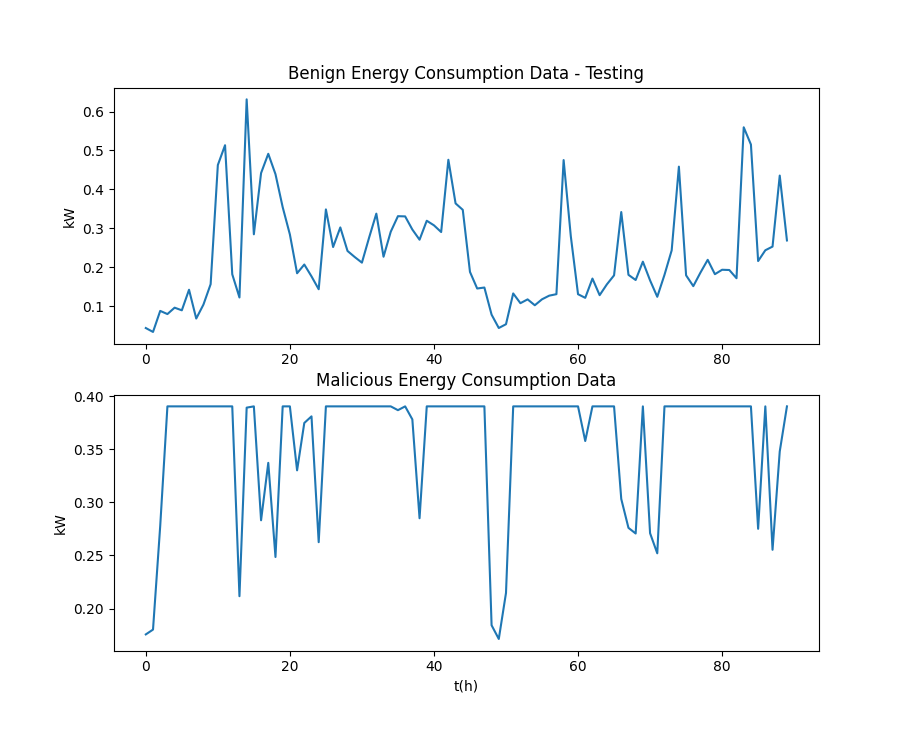 Benign Energy Consumption Data - Testing
0.6
0.5
0.4
0.3
0.2
0.1
kW
0 20 40 60 80
Malicious Energy Consumption Data
0.40
0.35
0.30
0.25
0.20
kW
0 20 40 60 80
t(h)